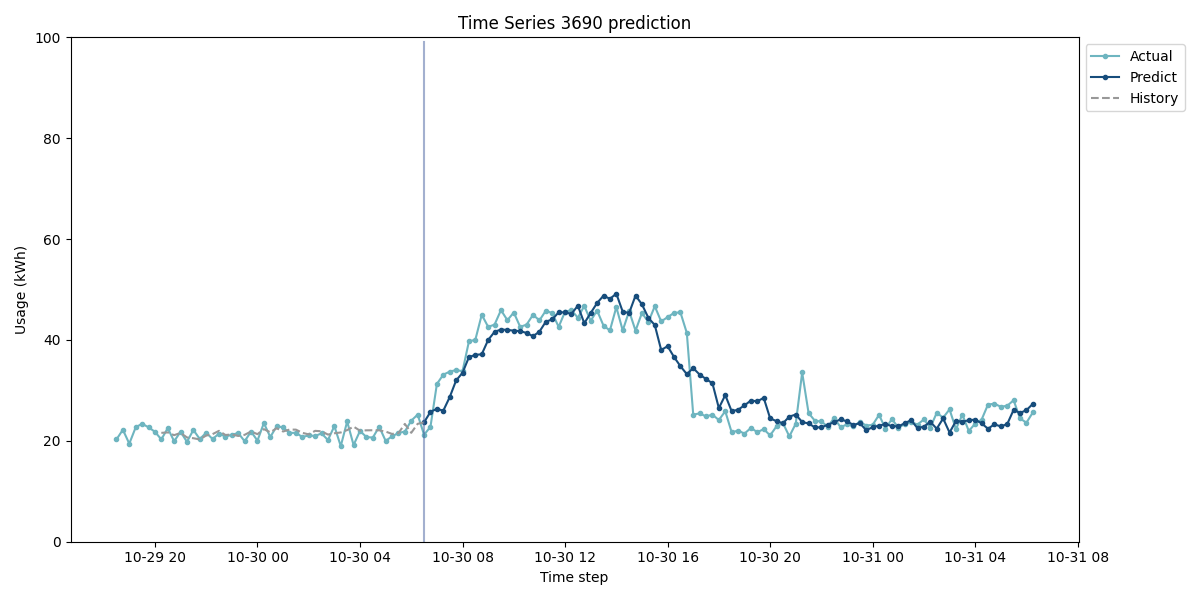 Time Series 3690 prediction
100
80
60
40
20
0
Usage (kWh)
10-29 20
10-30 00
10-30 04
10-30 08
10-30 12
10-30 16
10-30 20
10-31 00
10-31 04
10-31 08
Time step
Actual
Predict
History